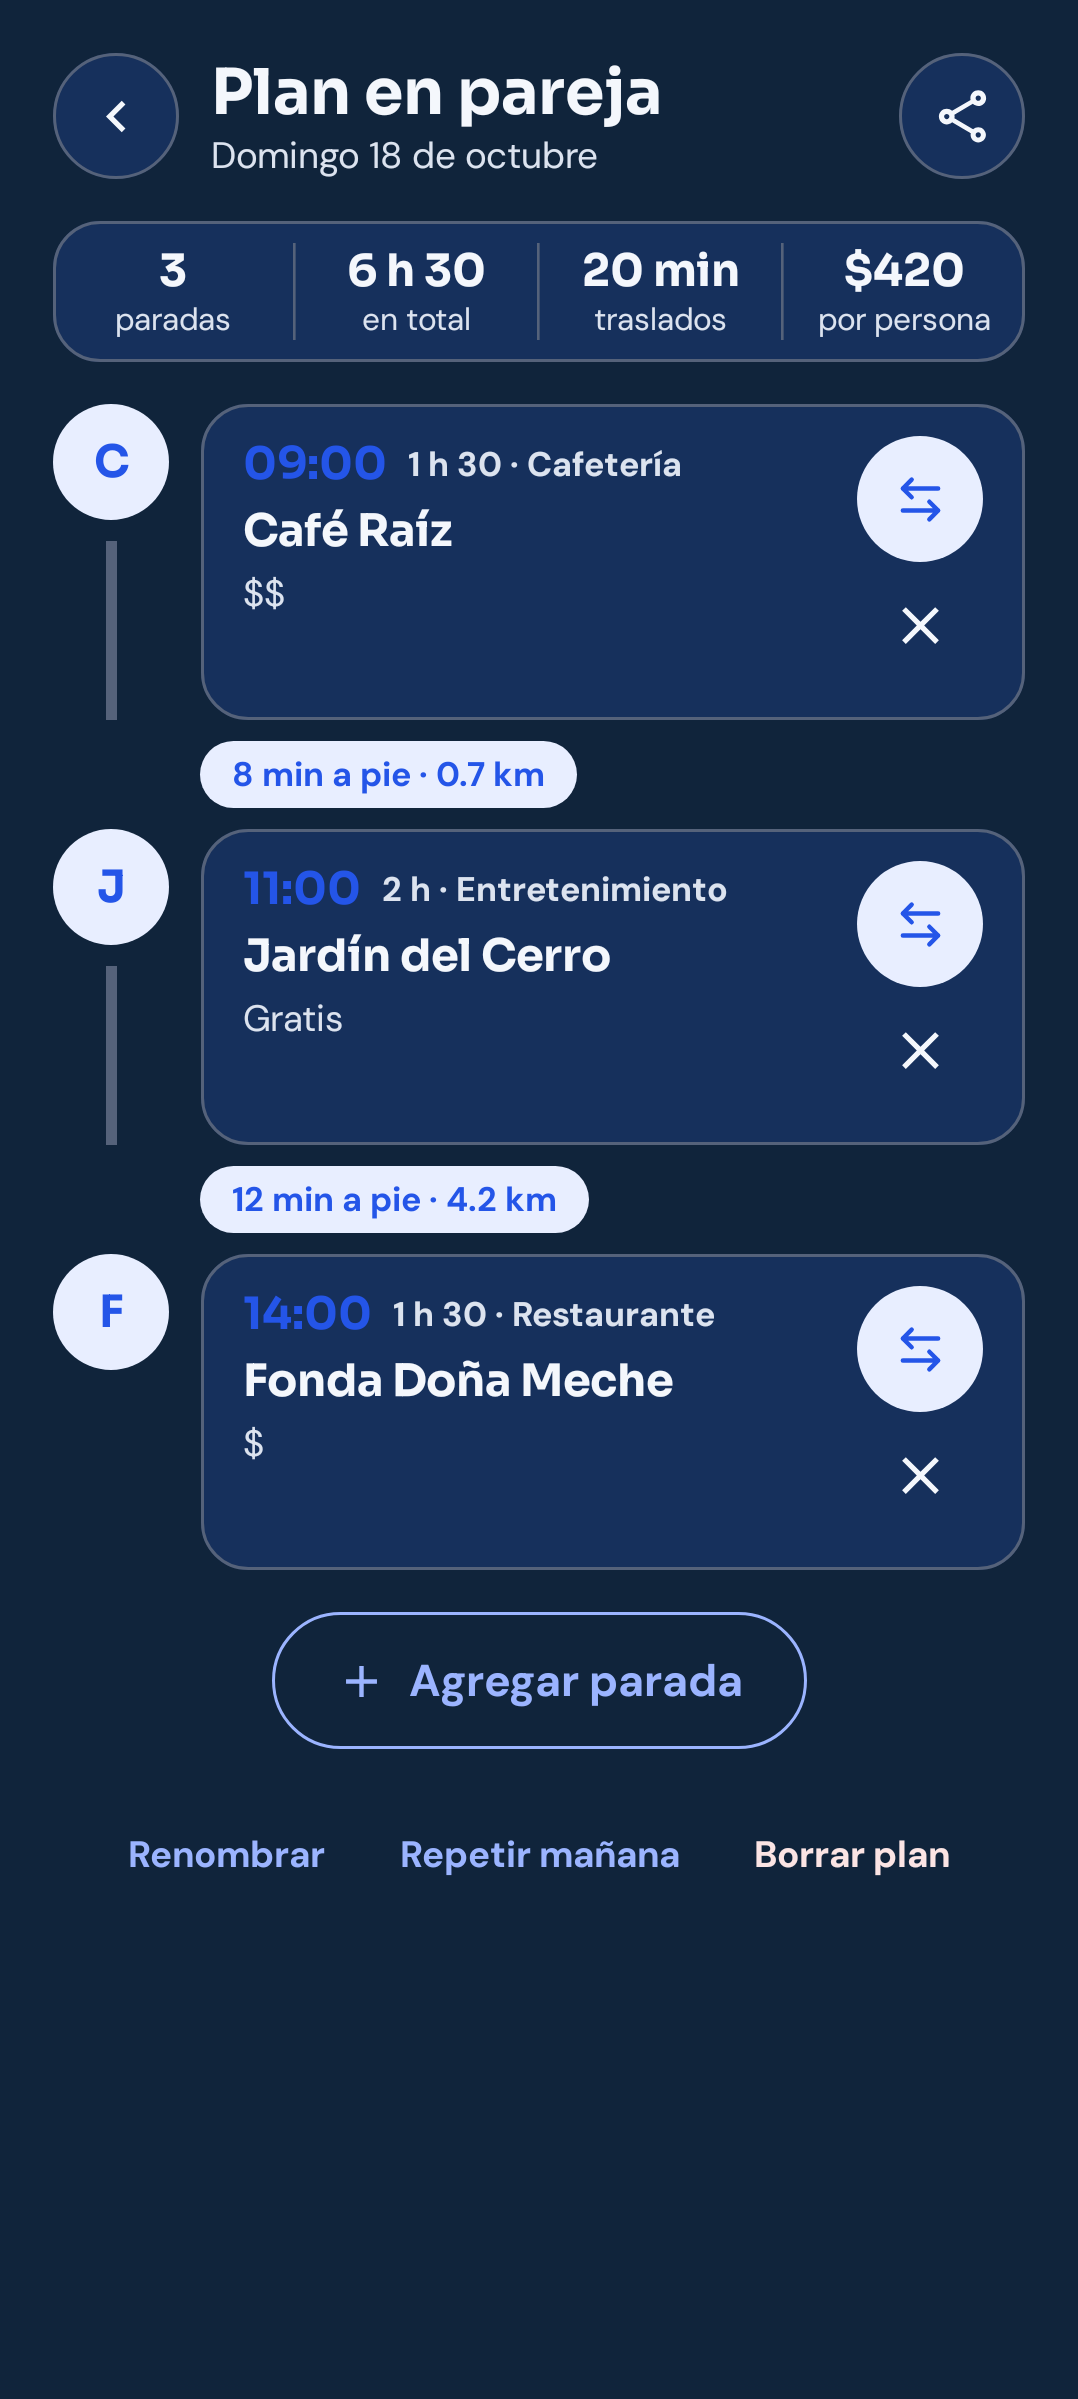 Plan en pareja
Domingo 18 de octubre
3
paradas
6 h 30
en total
20 min
traslados
$420
por persona
C
09:00 1 h 30 · Cafetería
Café Raíz
$$
8 min a pie · 0.7 km
J
11:00 2 h · Entretenimiento
Jardín del Cerro
Gratis
12 min a pie · 4.2 km
F
14:00 1 h 30 · Restaurante
Fonda Doña Meche
$
+ Agregar parada
Renombrar
Repetir mañana
Borrar plan